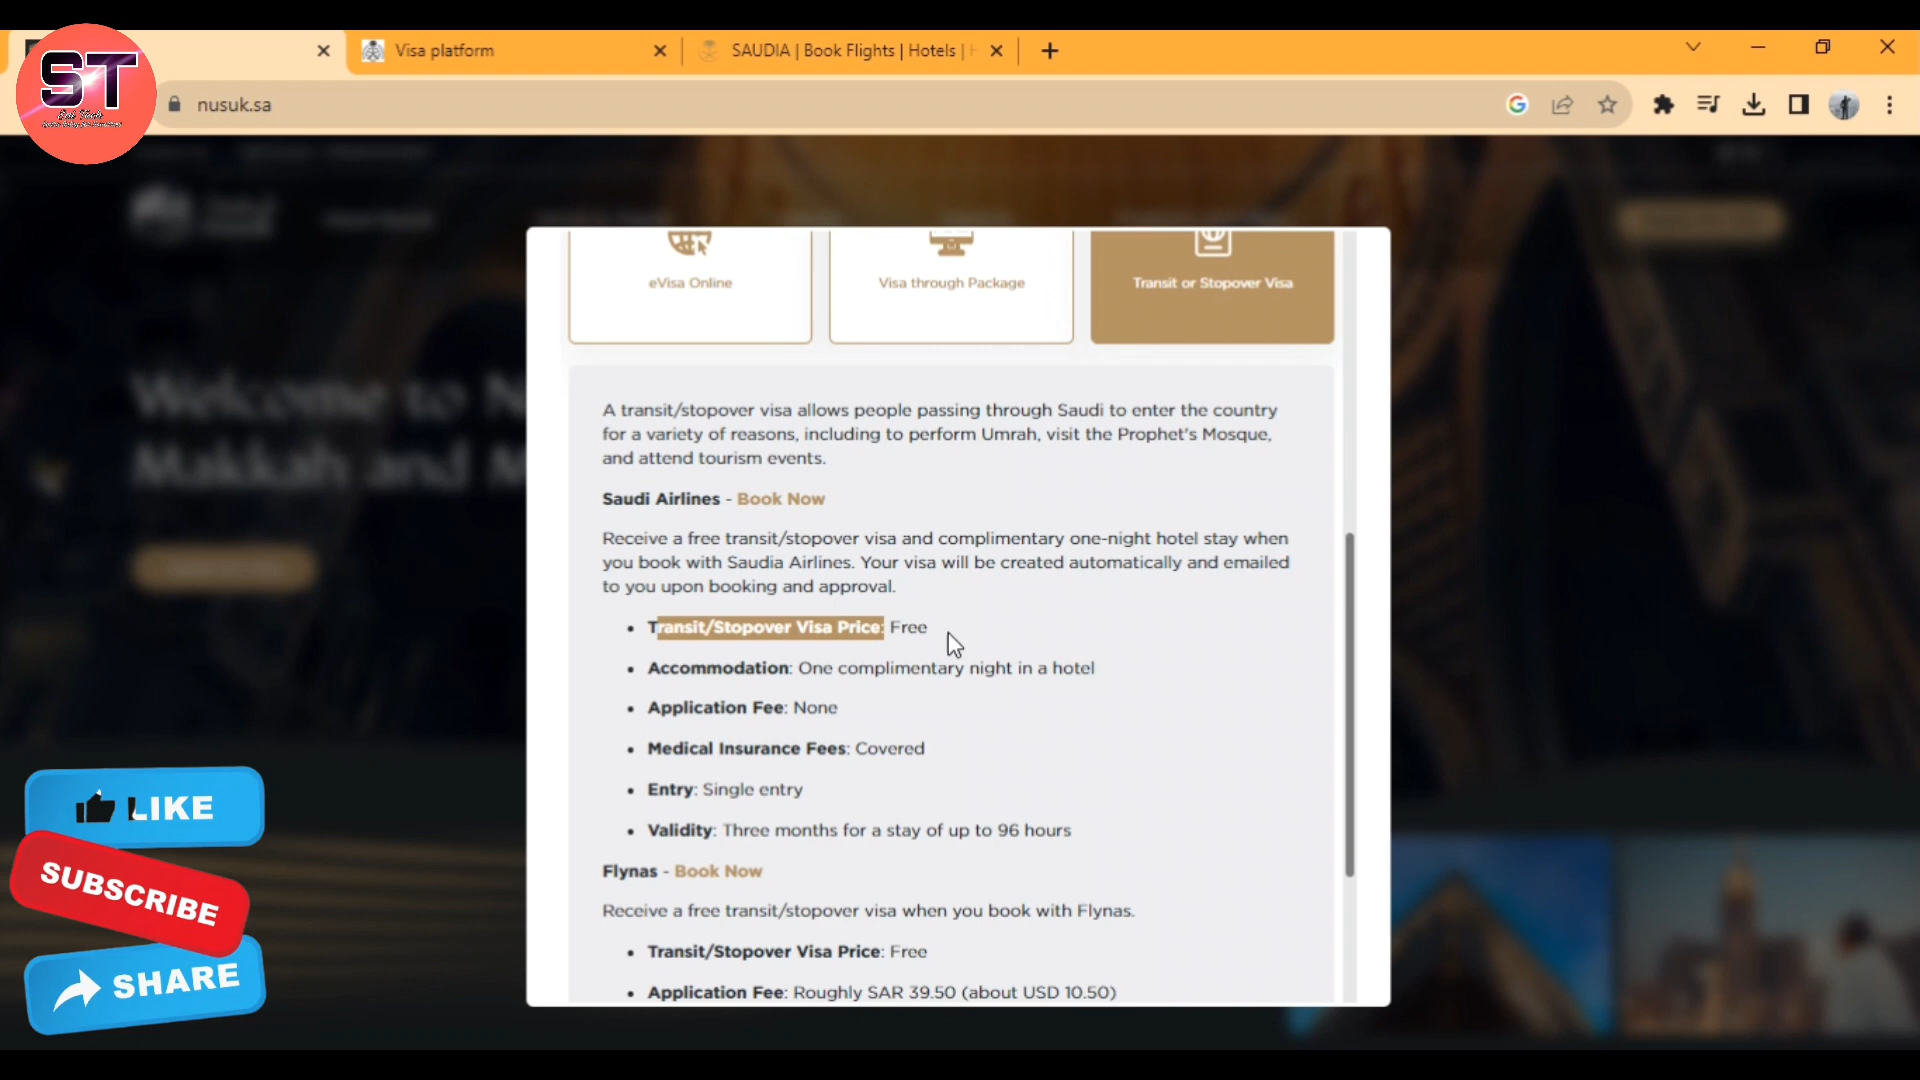 ST
Visa platform
SAUDIA | Book Flights | Hotels | H
nusuk.sa
Welcome to N
Makkah and M
eVisa Online
Visa through Package
Transit or Stopover Visa
A transit/stopover visa allows people passing through Saudi to enter the country
for a variety of reasons, including to perform Umrah, visit the Prophet's Mosque,
and attend tourism events.
Saudi Airlines - Book Now
Receive a free transit/stopover visa and complimentary one-night hotel stay when
you book with Saudia Airlines. Your visa will be created automatically and emailed
to you upon booking and approval.
• Transit/Stopover Visa Price: Free
• Accommodation: One complimentary night in a hotel
• Application Fee: None
• Medical Insurance Fees: Covered
• Entry: Single entry
• Validity: Three months for a stay of up to 96 hours
Flynas - Book Now
Receive a free transit/stopover visa when you book with Flynas.
• Transit/Stopover Visa Price: Free
• Application Fee: Roughly SAR 39.50 (about USD 10.50)
LIKE
SUBSCRIBE
SHARE